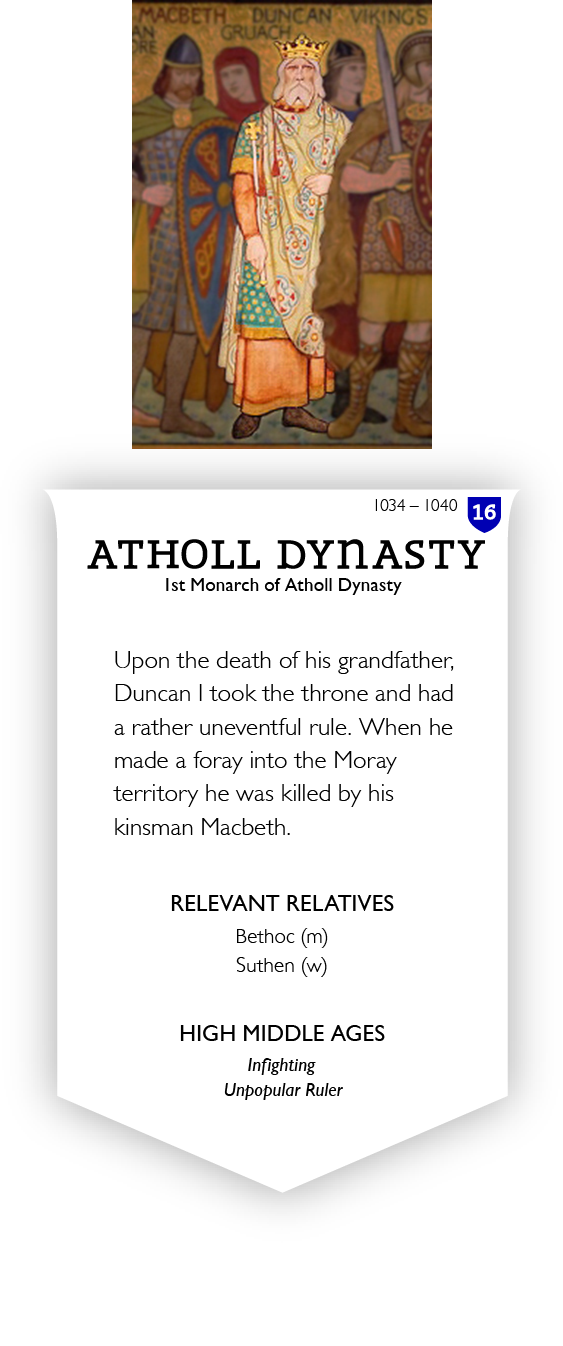 MACBETH DUNCAN VIKINGS
AN GRUACH
ORE
1034 – 1040 16
ATHOLL DYNASTY
1st Monarch of Atholl Dynasty
Upon the death of his grandfather,
Duncan I took the throne and had
a rather uneventful rule. When he
made a foray into the Moray
territory he was killed by his
kinsman Macbeth.
RELEVANT RELATIVES
Bethoc (m)
Suthen (w)
HIGH MIDDLE AGES
Infighting
Unpopular Ruler